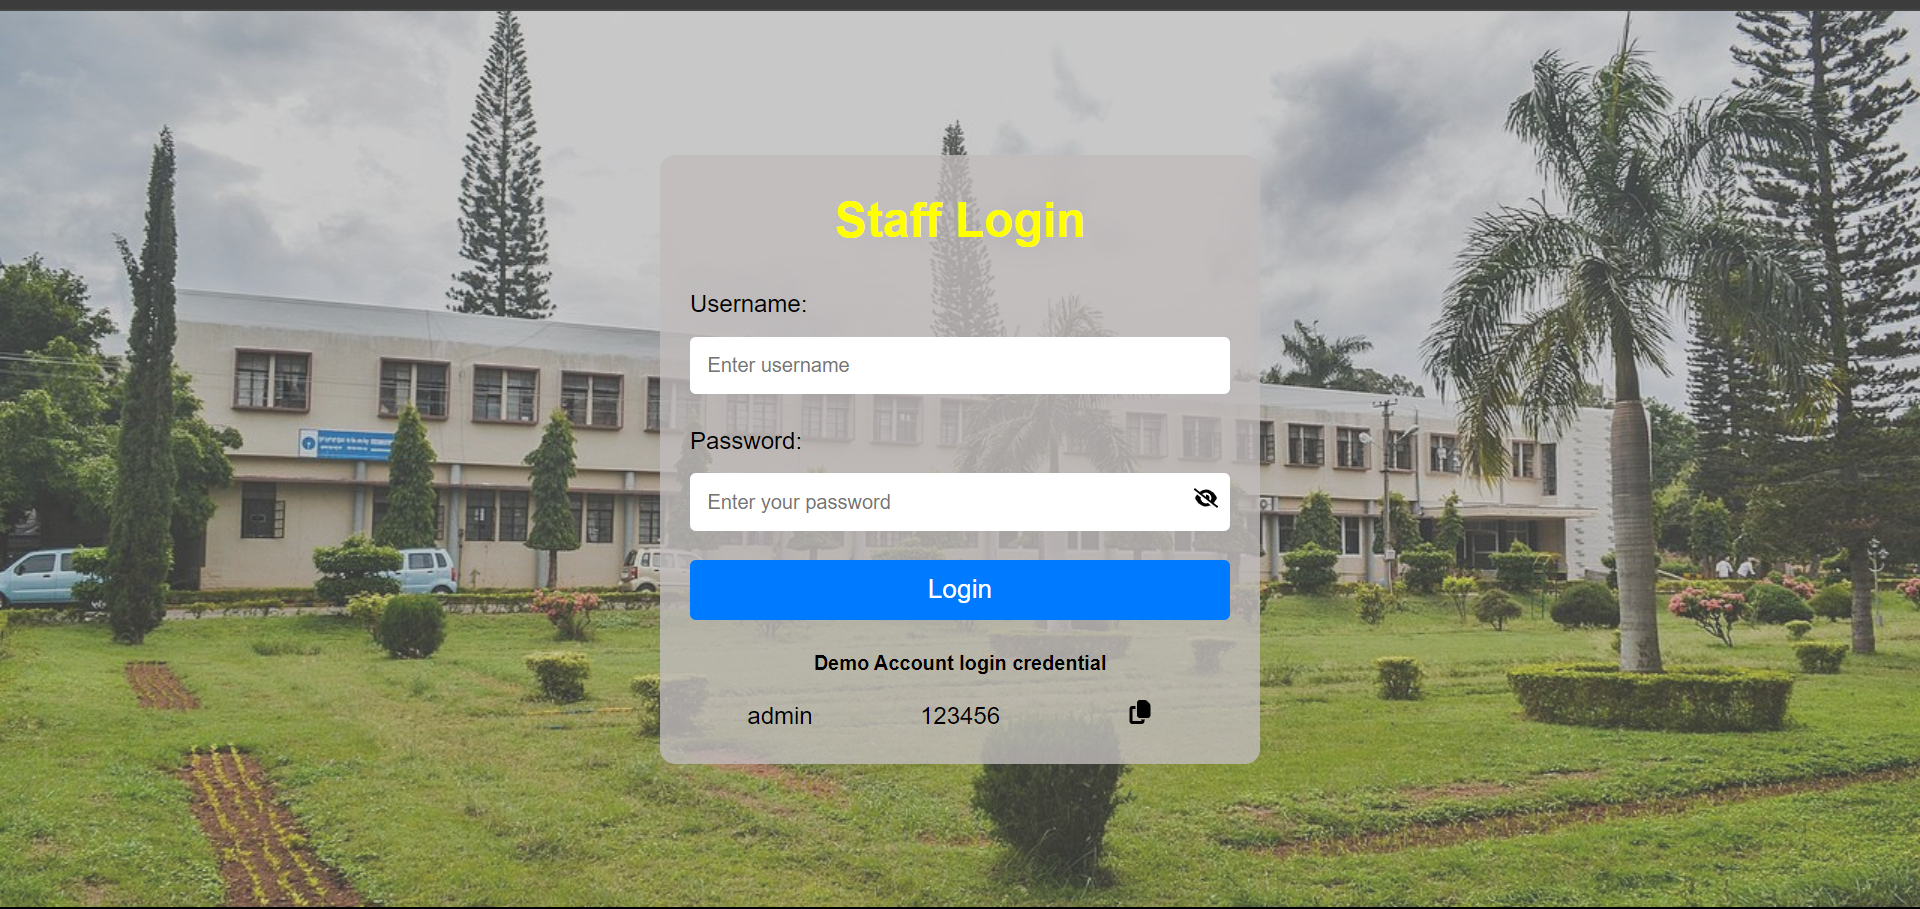 Staff Login
Username:
Enter username
Password:
Enter your password
Login
Demo Account login credential
admin 123456